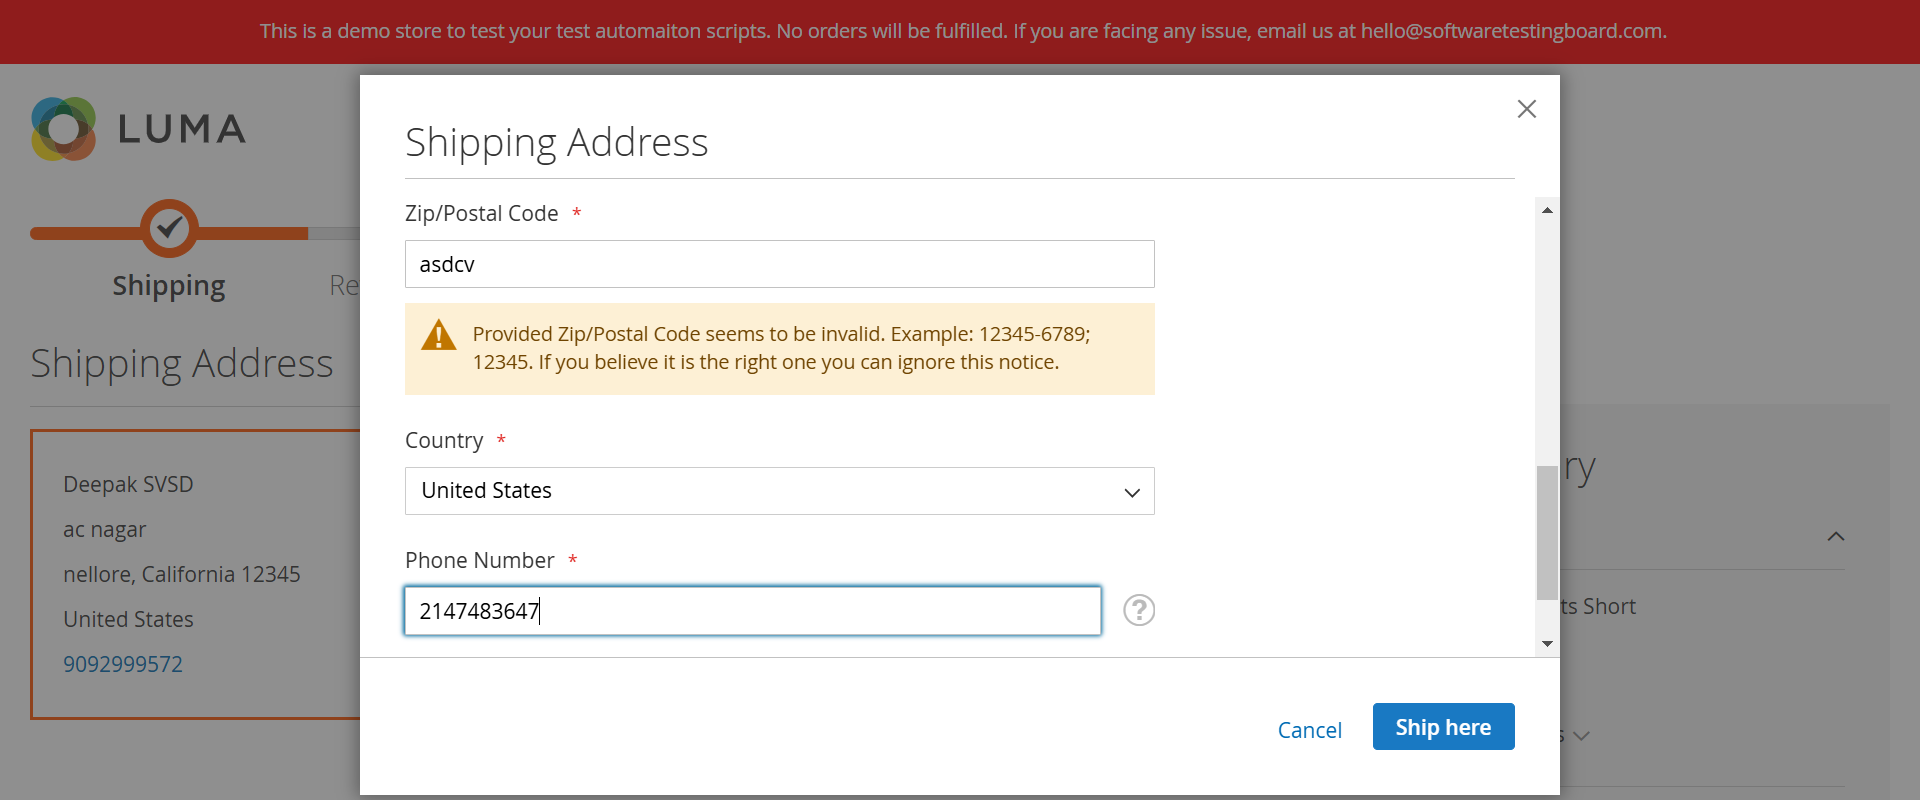 This is a demo store to test your test automaiton scripts. No orders will be fulfilled. If you are facing any issue, email us at hello@softwaretestingboard.com.
LUMA
Shipping
Re
Shipping Address
Deepak SVSD
ac nagar
nellore, California 12345
United States
9092999572
Shipping Address
Zip/Postal Code *
asdcv
Provided Zip/Postal Code seems to be invalid. Example: 12345-6789;
12345. If you believe it is the right one you can ignore this notice.
Country *
United States
Phone Number *
2147483647
Cancel
Ship here
ry
ts Short
s